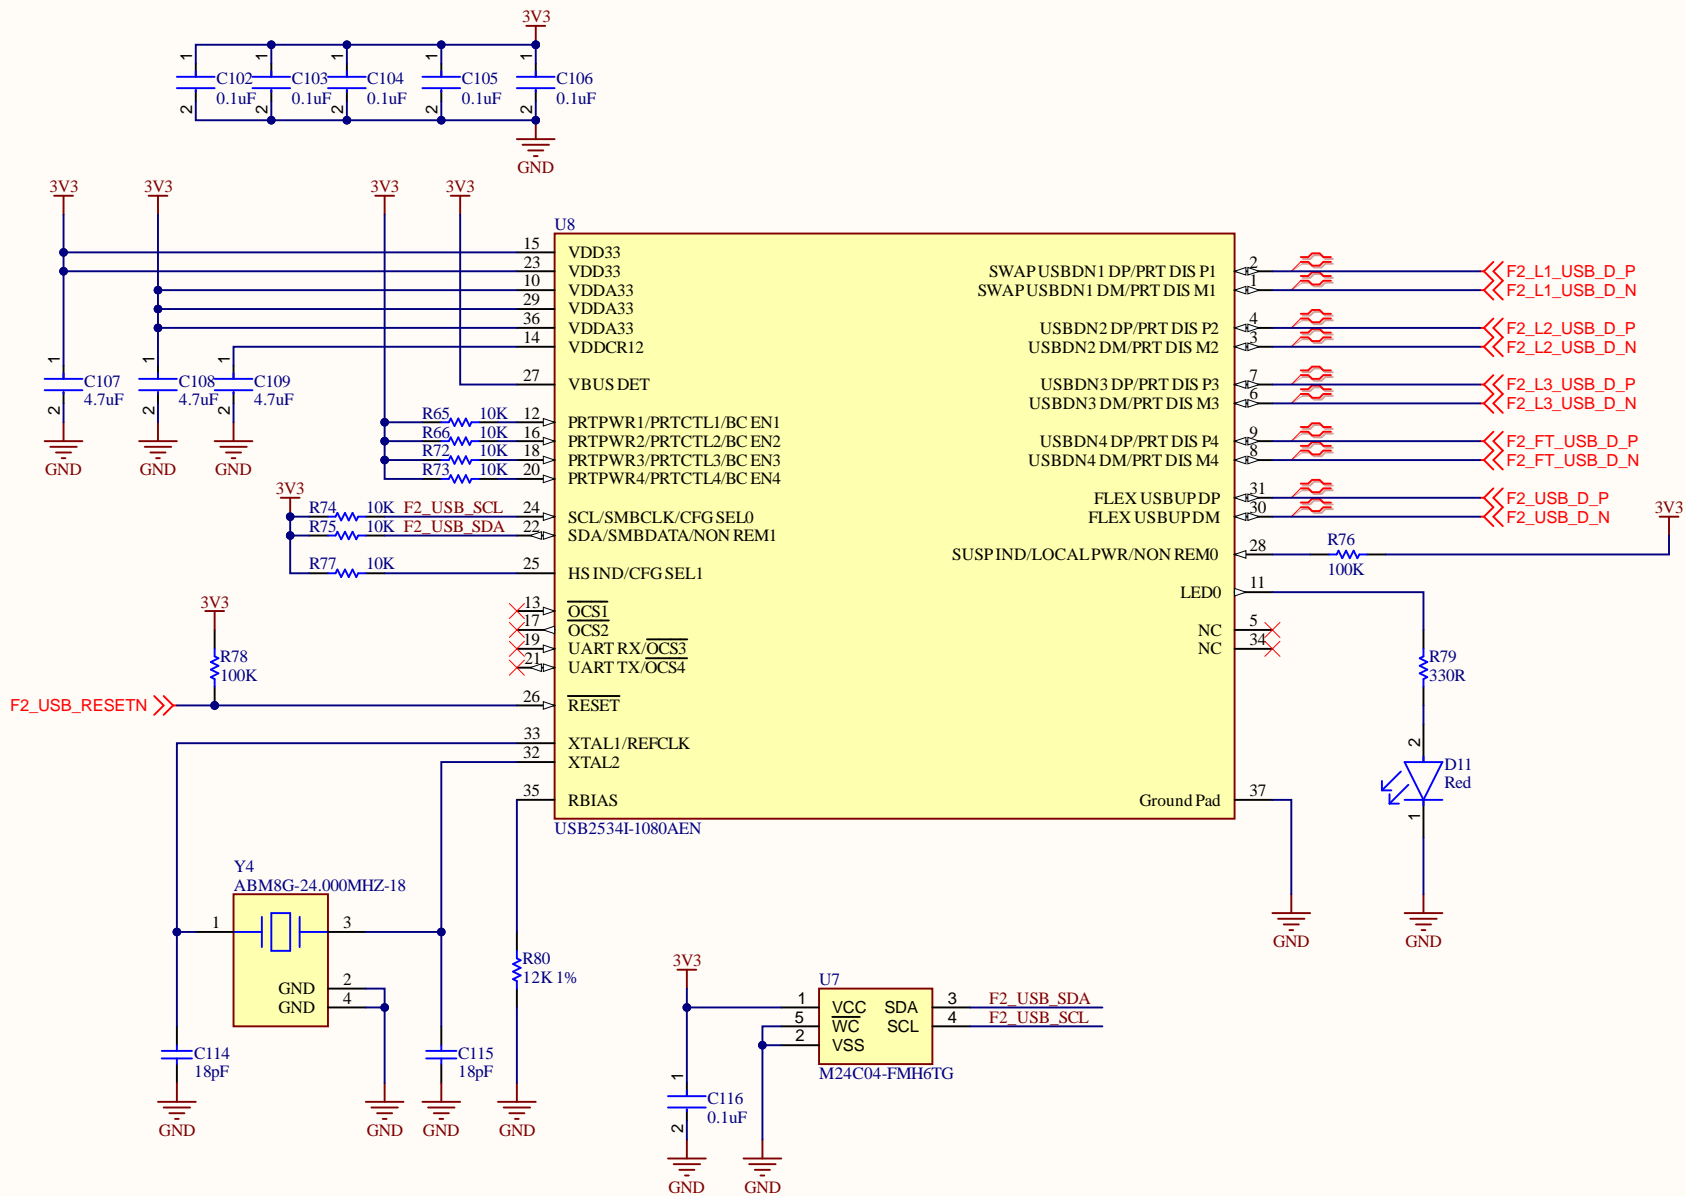 3V3
1 1 1 1 1
C102 C103 C104 C105 C106
0.1uF 0.1uF 0.1uF 0.1uF 0.1uF
2 2 2 2 2
GND
3V3 3V3 3V3 3V3
U8
15 VDD33
23 VDD33
10 VDDA33
29 VDDA33
36 VDDA33
14 VDDCR12
27 VBUS DET
1 1 1
C107 C108 C109
4.7uF 4.7uF 4.7uF
2 2 2
GND GND GND
R65 10K 12 PRTPWR1/PRTCTL1/BC EN1
R66 10K 16 PRTPWR2/PRTCTL2/BC EN2
R72 10K 18 PRTPWR3/PRTCTL3/BC EN3
R73 10K 20 PRTPWR4/PRTCTL4/BC EN4
3V3
R74 10K F2_USB_SCL 24 SCL/SMBCLK/CFG SEL0
R75 10K F2_USB_SDA 22 SDA/SMBDATA/NON REM1
R77 10K 25 HS IND/CFG SEL1
13 OCS1
17 OCS2
19 UART RX/OCS3
21 UART TX/OCS4
3V3
R78
100K
F2_USB_RESETN 26 RESET
33 XTAL1/REFCLK
32 XTAL2
35 RBIAS
SWAP USBDN1 DP/PRT DIS P1 2 F2_L1_USB_D_P
SWAP USBDN1 DM/PRT DIS M1 1 F2_L1_USB_D_N
USBDN2 DP/PRT DIS P2 4 F2_L2_USB_D_P
USBDN2 DM/PRT DIS M2 3 F2_L2_USB_D_N
USBDN3 DP/PRT DIS P3 7 F2_L3_USB_D_P
USBDN3 DM/PRT DIS M3 6 F2_L3_USB_D_N
USBDN4 DP/PRT DIS P4 9 F2_FT_USB_D_P
USBDN4 DM/PRT DIS M4 8 F2_FT_USB_D_N
FLEX USBUP DP 31 F2_USB_D_P
FLEX USBUP DM 30 F2_USB_D_N
3V3
SUSP IND/LOCAL PWR/NON REM0 28 R76
100K
LED0 11
NC 5
NC 34
R79
330R
2
D11
Red
1
Ground Pad 37
GND GND
USB2534I-1080AEN
Y4
ABM8G-24.000MHZ-18
1 3
GND 2
GND 4
C114
18pF
C115
18pF
R80
12K 1%
GND GND GND GND
3V3
U7
1 VCC SDA 3 F2_USB_SDA
5 WC SCL 4 F2_USB_SCL
2 VSS
M24C04-FMH6TG
1
C116
0.1uF
2
GND GND